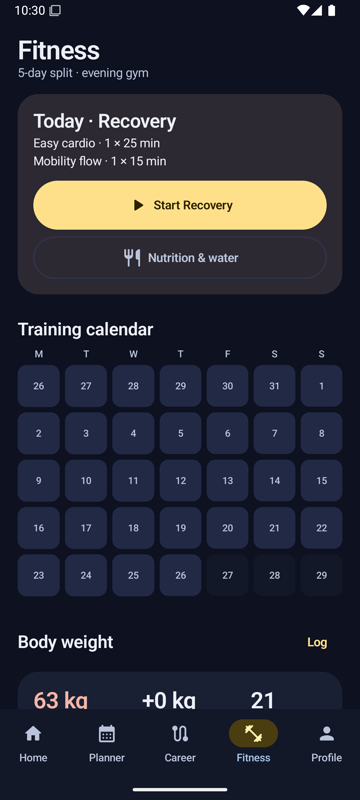 10:30
Fitness
5-day split · evening gym
Today · Recovery
Easy cardio · 1 × 25 min
Mobility flow · 1 × 15 min
Start Recovery
Nutrition & water
Training calendar
M T W T F S S
26 27 28 29 30 31 1
2 3 4 5 6 7 8
9 10 11 12 13 14 15
16 17 18 19 20 21 22
23 24 25 26 27 28 29
Body weight Log
63 kg +0 kg 21
Home Planner Career Fitness Profile